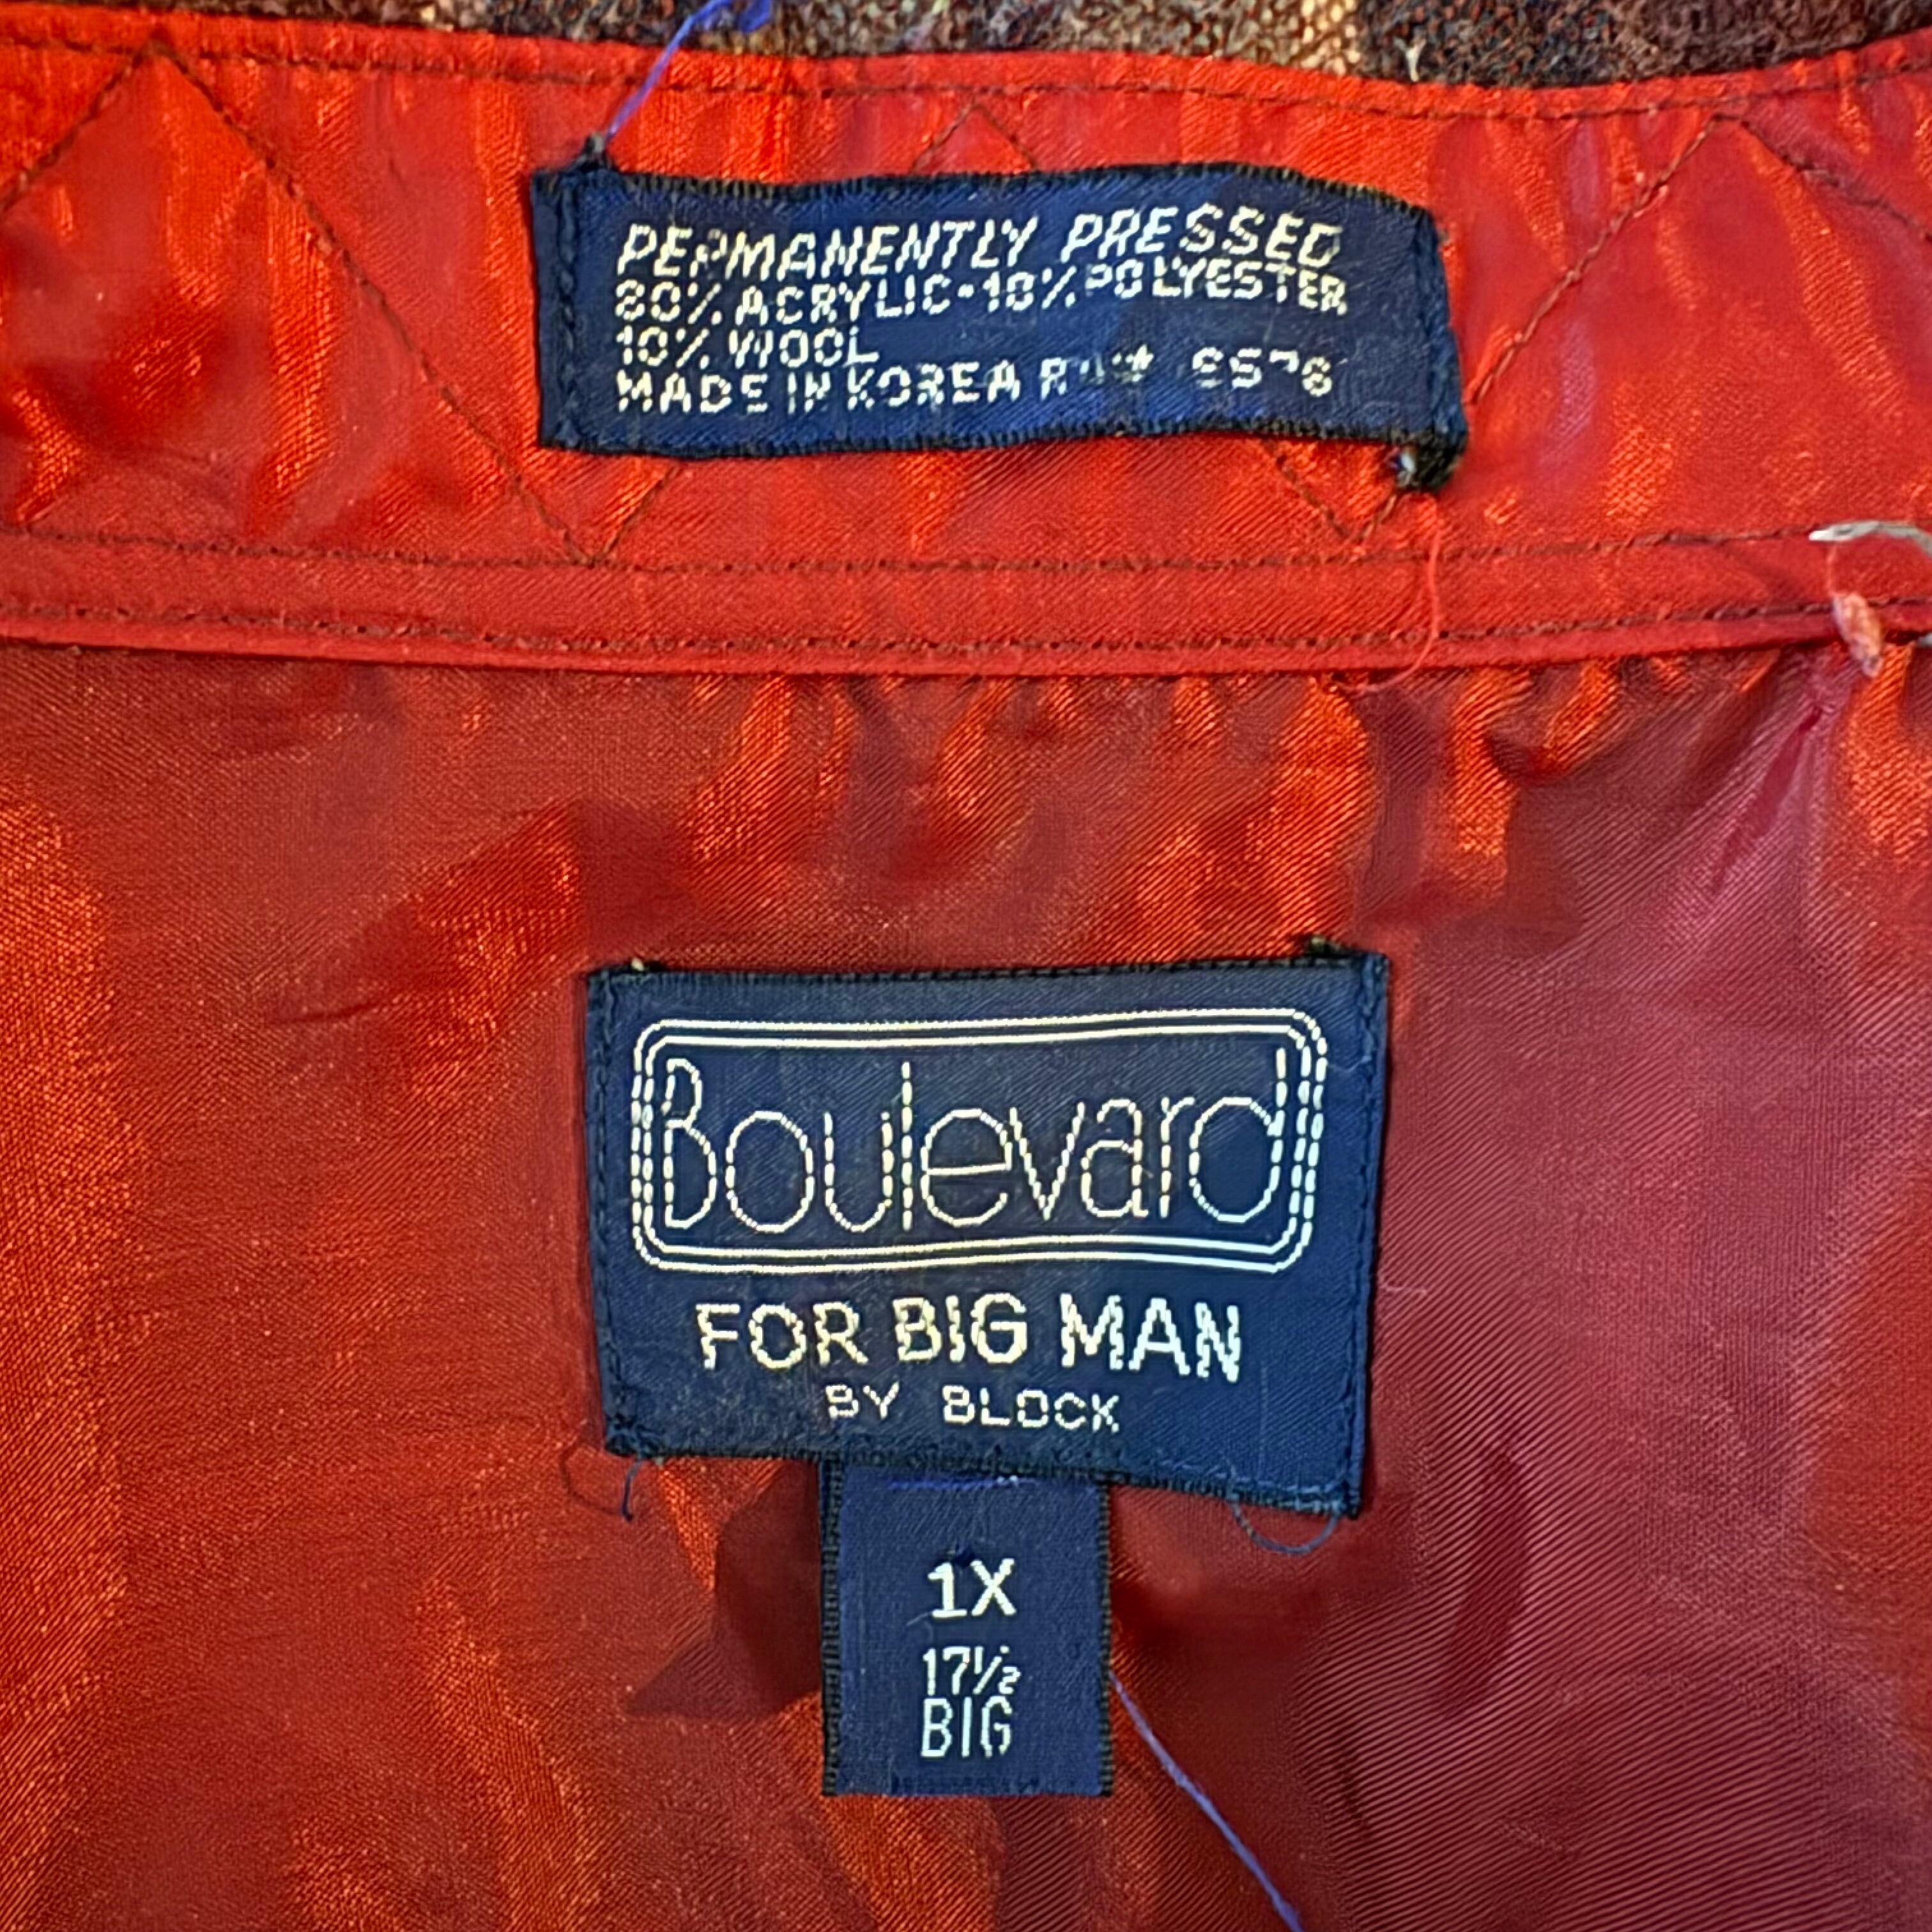 PERMANENTLY PRESSED
80% ACRYLIC-10% POLYESTER
10% WOOL
MADE IN KOREA
Boulevard
FOR BIG MAN
BY BLOCK
1X
17½
BIG